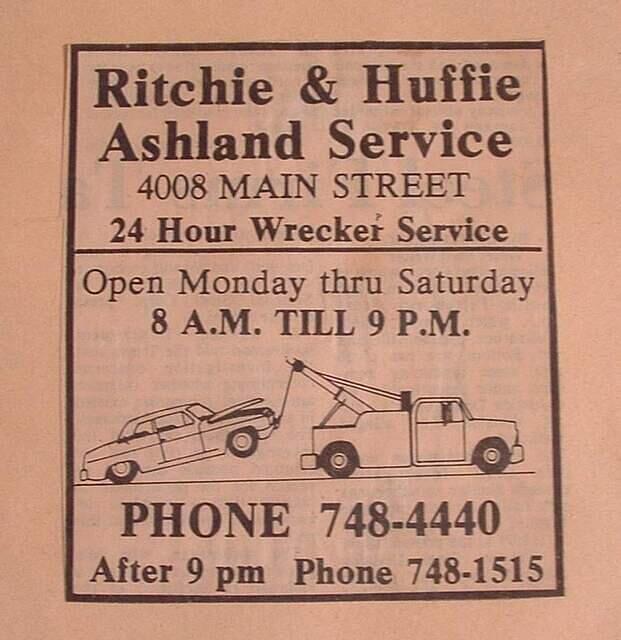 Ritchie & Huffie
Ashland Service
4008 MAIN STREET
24 Hour Wrecker Service
Open Monday thru Saturday
8 A.M. TILL 9 P.M.
PHONE 748-4440
After 9 pm Phone 748-1515